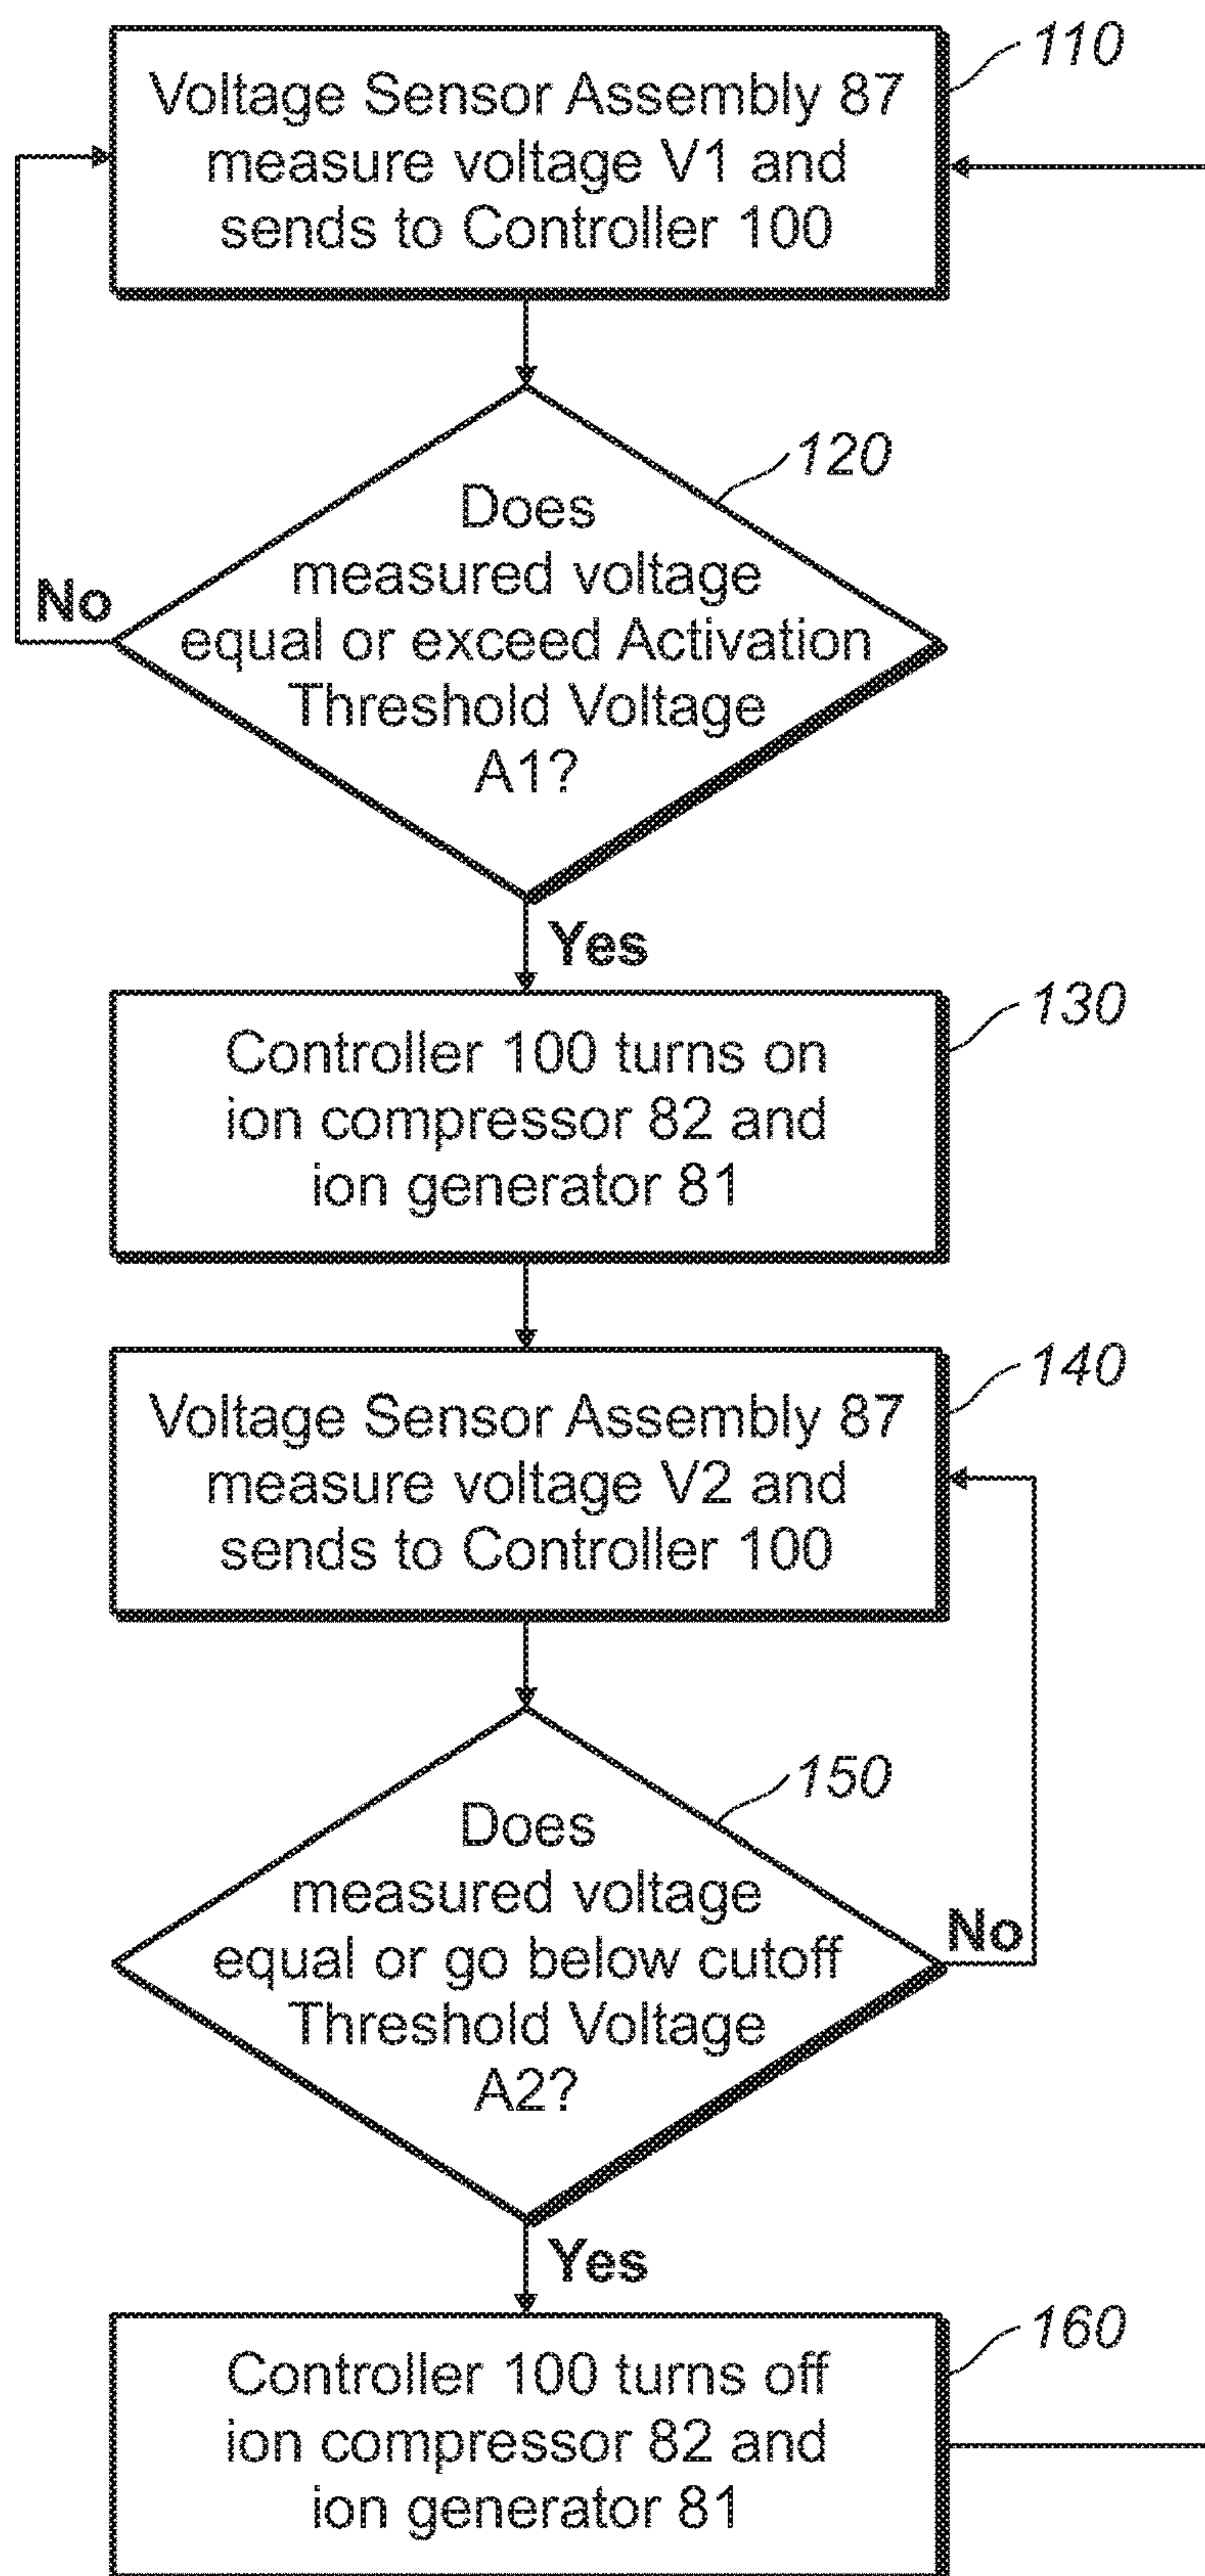 110
Voltage Sensor Assembly 87
measure voltage V1 and
sends to Controller 100
120
Does
measured voltage
equal or exceed Activation
Threshold Voltage
A1?
No
Yes
130
Controller 100 turns on
ion compressor 82 and
ion generator 81
140
Voltage Sensor Assembly 87
measure voltage V2 and
sends to Controller 100
150
Does
measured voltage
equal or go below cutoff
Threshold Voltage
A2?
No
Yes
160
Controller 100 turns off
ion compressor 82 and
ion generator 81